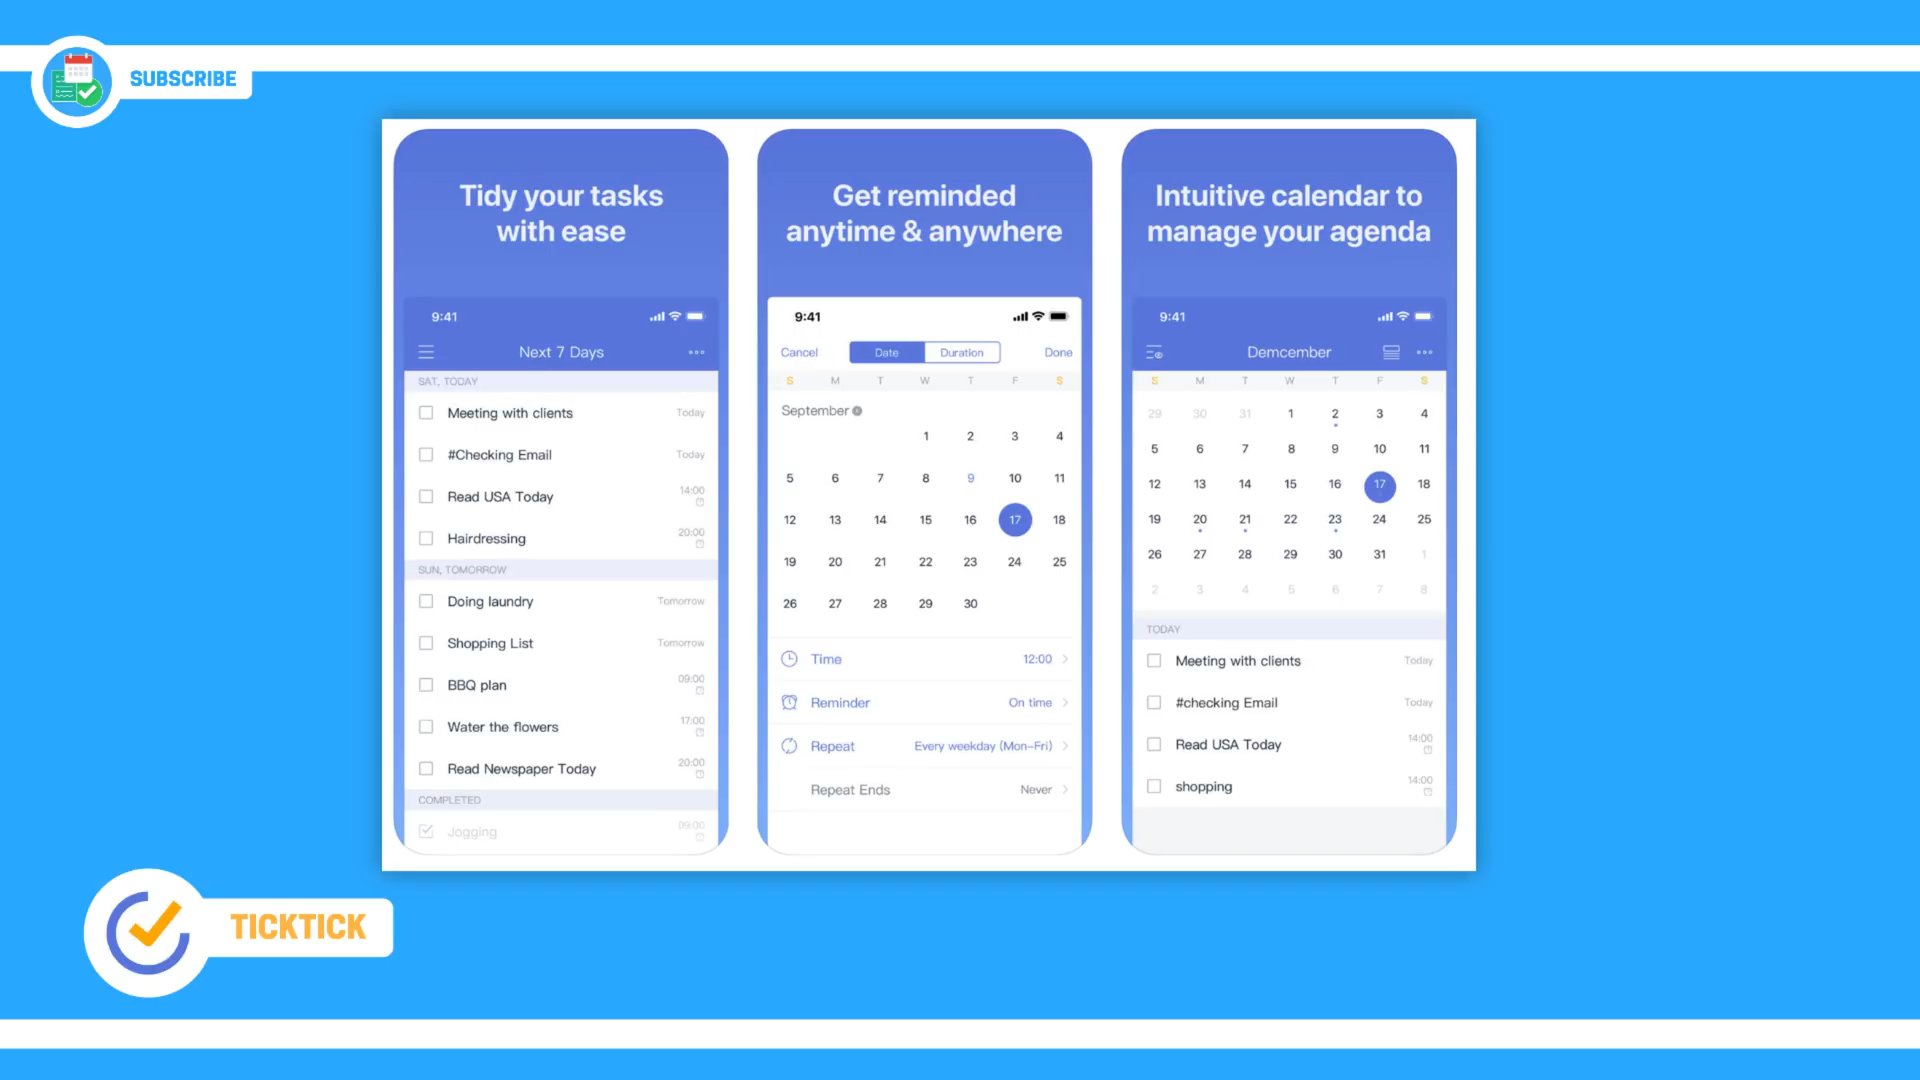 SUBSCRIBE
Tidy your tasks
with ease
9:41
Next 7 Days
SAT, TODAY
Meeting with clients Today
#Checking Email Today
Read USA Today 14:00
Hairdressing 20:00
SUN, TOMORROW
Doing laundry Tomorrow
Shopping List Tomorrow
BBQ plan 09:00
Water the flowers 17:00
Read Newspaper Today 20:00
COMPLETED
Jogging 09:00
Get reminded
anytime & anywhere
9:41
Cancel Date Duration Done
S M T W T F S
September
1 2 3 4
5 6 7 8 9 10 11
12 13 14 15 16 17 18
19 20 21 22 23 24 25
26 27 28 29 30
Time 12:00
Reminder On time
Repeat Every weekday (Mon-Fri)
Repeat Ends Never
Intuitive calendar to
manage your agenda
9:41
Demcember
S M T W T F S
29 30 31 1 2 3 4
5 6 7 8 9 10 11
12 13 14 15 16 17 18
19 20 21 22 23 24 25
26 27 28 29 30 31 1
2 3 4 5 6 7 8
TODAY
Meeting with clients Today
#checking Email Today
Read USA Today 14:00
shopping 14:00
TICKTICK